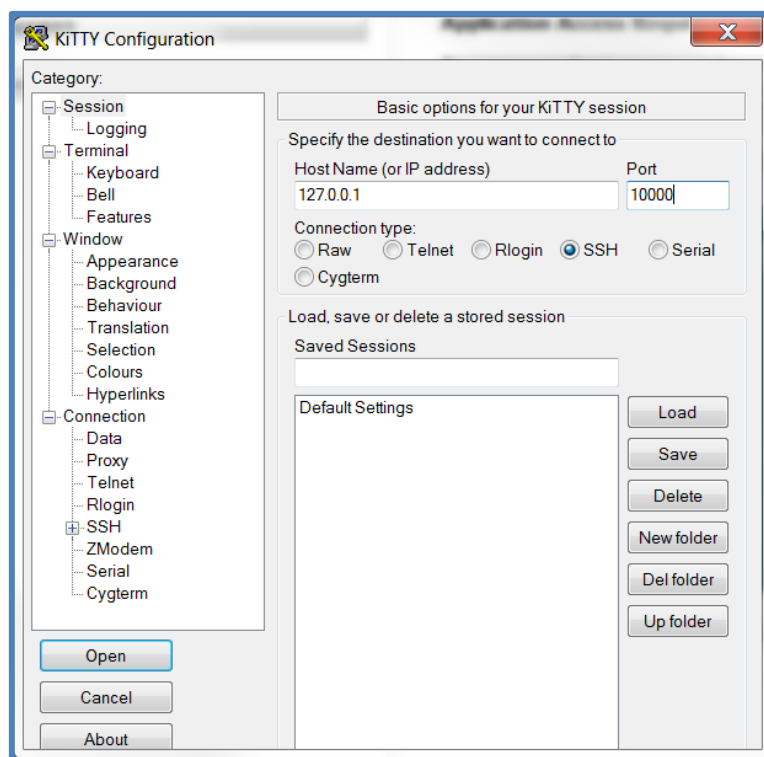 Application Access Reque
KiTTY Configuration
X
Category:
Session
Logging
Terminal
Keyboard
Bell
Features
Window
Appearance
Background
Behaviour
Translation
Selection
Colours
Hyperlinks
Connection
Data
Proxy
Telnet
Rlogin
SSH
ZModem
Serial
Cygterm
Open
Cancel
About
Basic options for your KiTTY session
Specify the destination you want to connect to
Host Name (or IP address) Port
127.0.0.1 10000
Connection type:
Raw Telnet Rlogin SSH Serial
Cygterm
Load, save or delete a stored session
Saved Sessions
Default Settings
Load
Save
Delete
New folder
Del folder
Up folder